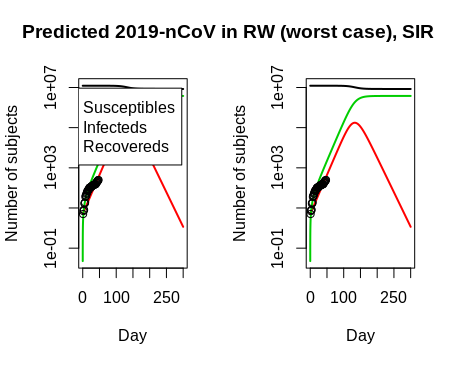 Predicted 2019-nCoV in RW (worst case), SIR
Number of subjects
1e+07
1e+03
1e-01
Susceptibles
Infecteds
Recovereds
0 100 250
Day
Number of subjects
1e+07
1e+03
1e-01
0 100 250
Day